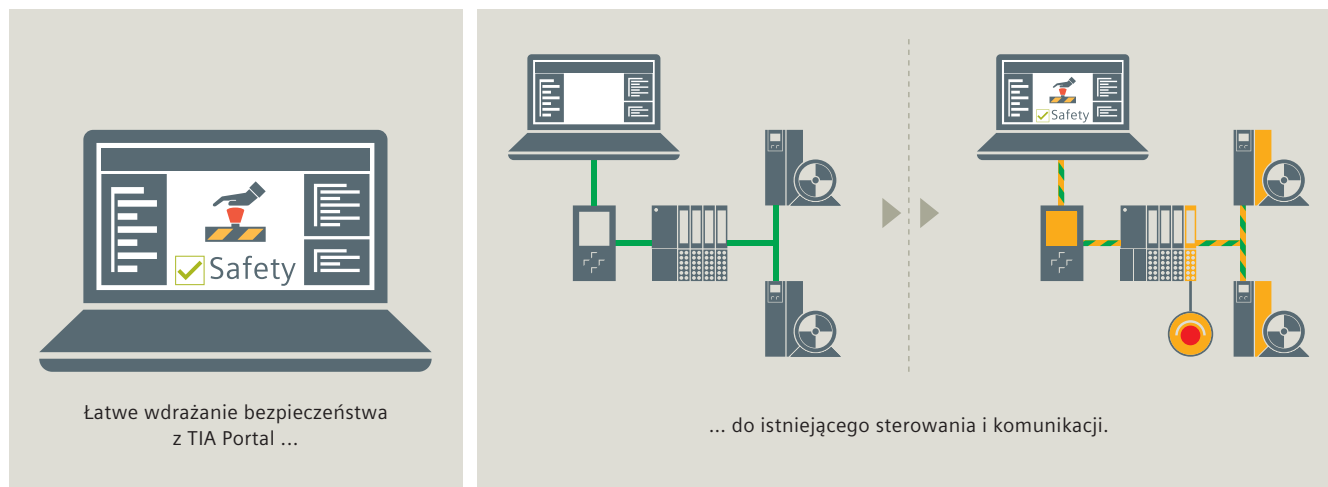 Safety
Łatwe wdrażanie bezpieczeństwa
z TIA Portal ...
Safety
... do istniejącego sterowania i komunikacji.